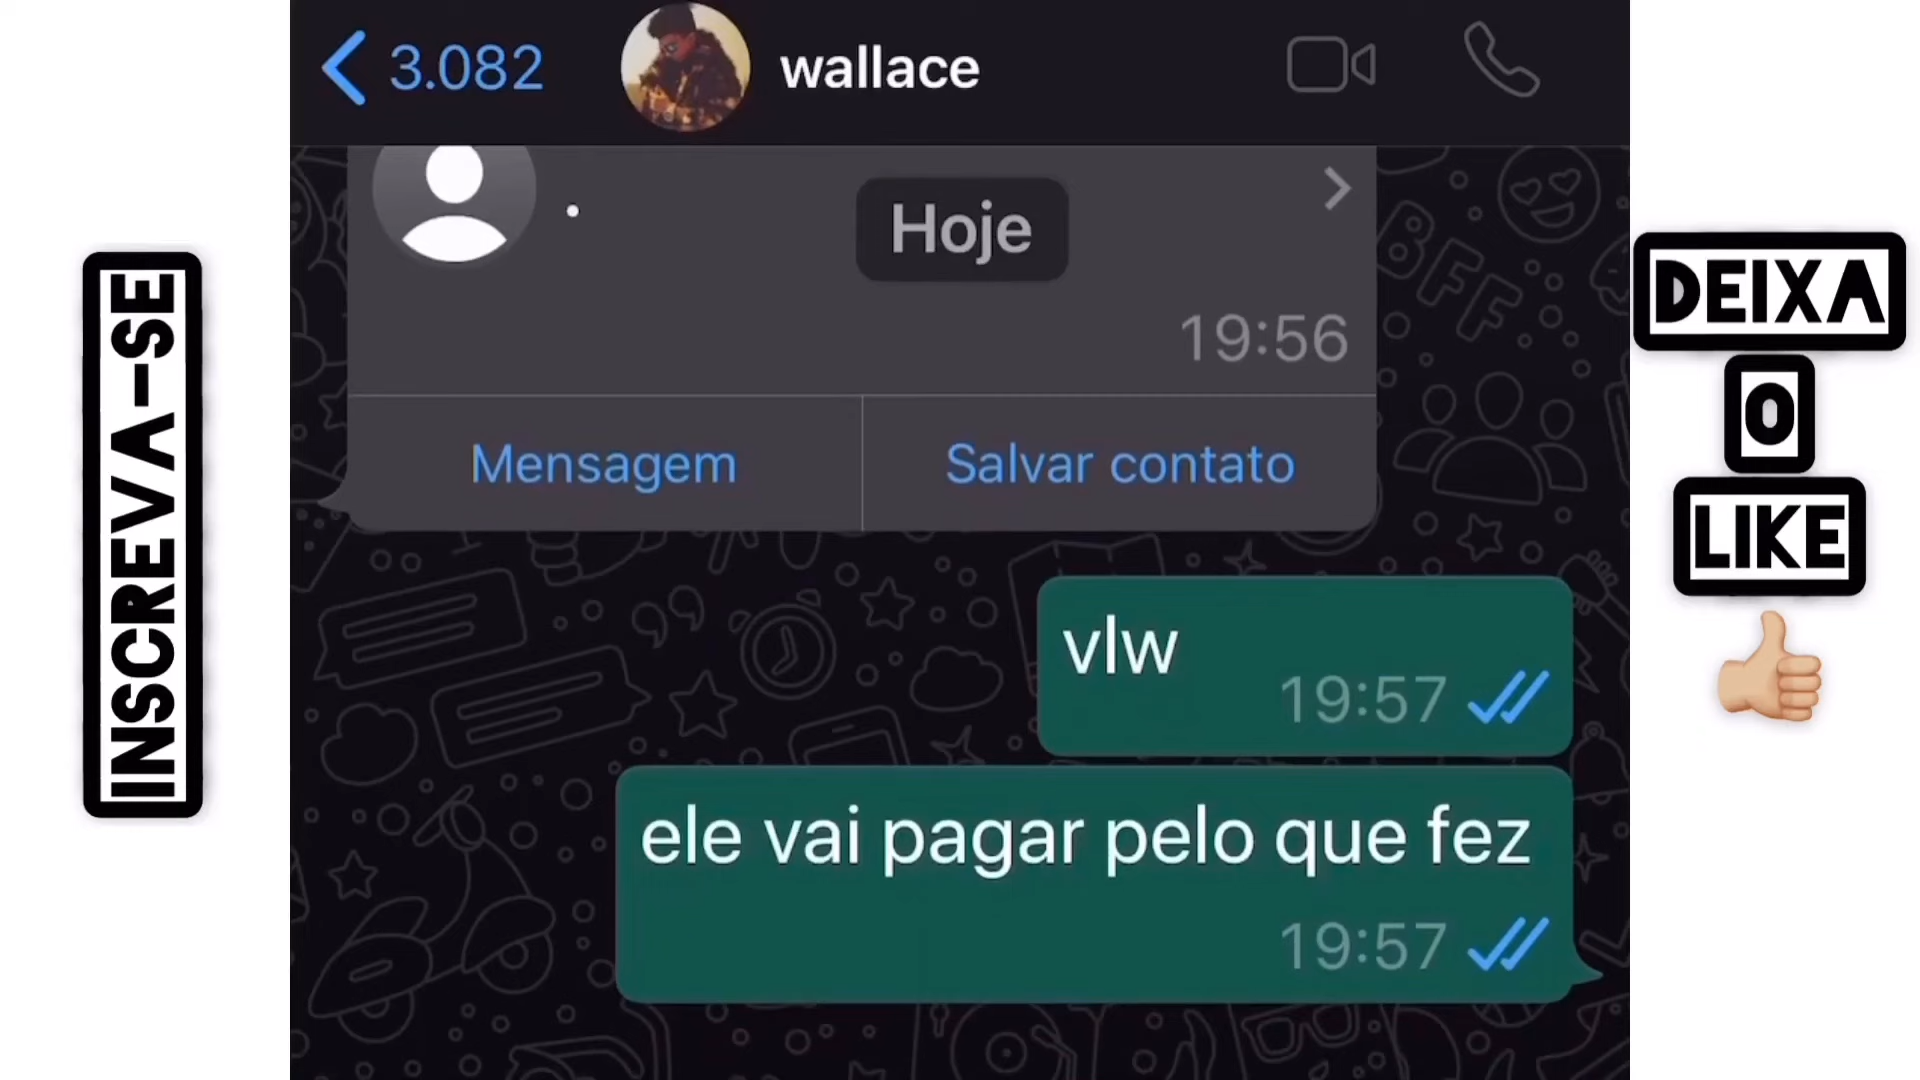 3.082
wallace
.
Hoje
19:56
Mensagem
Salvar contato
vlw
19:57
ele vai pagar pelo que fez
19:57
INSCREVA-SE
DEIXA
O
LIKE
BFF